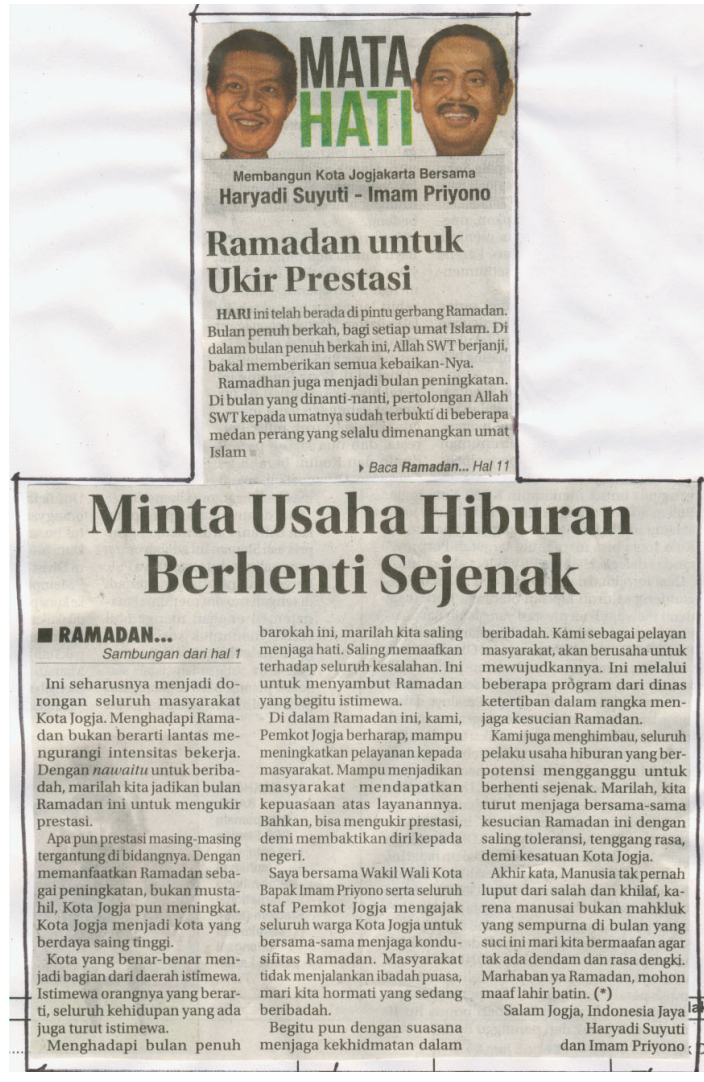 MATA
HATI
Membangun Kota Jogjakarta Bersama
Haryadi Suyuti - Imam Priyono
Ramadan untuk
Ukir Prestasi
HARI ini telah berada di pintu gerbang Ramadan.
Bulan penuh berkah, bagi setiap umat Islam. Di
dalam bulan penuh berkah ini, Allah SWT berjanji,
bakal memberikan semua kebaikan-Nya.
Ramadhan juga menjadi bulan peningkatan.
Di bulan yang dinanti-nanti, pertolongan Allah
SWT kepada umatnya sudah terbukti di beberapa
medan perang yang selalu dimenangkan umat
Islam
Baca Ramadan... Hal 11
Minta Usaha Hiburan
Berhenti Sejenak
RAMADAN...
Sambungan dari hal 1
Ini seharusnya menjadi do-
rongan seluruh masyarakat
Kota Jogja. Menghadapi Rama-
dan bukan berarti lantas me-
ngurangi intensitas bekerja.
Dengan nawaitu untuk beriba-
dah, marilah kita jadikan bulan
Ramadan ini untuk mengukir
prestasi.
Apa pun prestasi masing-masing
tergantung di bidangnya. Dengan
memanfaatkan Ramadan seba-
gai peningkatan, bukan musta-
hil, Kota Jogja pun meningkat.
Kota Jogja menjadi kota yang
berdaya saing tinggi.
Kota yang benar-benar men-
jadi bagian dari daerah istimewa.
Istimewa orangnya yang berar-
ti, seluruh kehidupan yang ada
juga turut istimewa.
Menghadapi bulan penuh
barokah ini, marilah kita saling
menjaga hati. Saling memaafkan
terhadap seluruh kesalahan. Ini
untuk menyambut Ramadan
yang begitu istimewa.
Di dalam Ramadan ini, kami,
Pemkot Jogja berharap, mampu
meningkatkan pelayanan kepada
masyarakat. Mampu menjadikan
masyarakat mendapatkan
kepuasaan atas layanannya.
Bahkan, bisa mengukir prestasi,
demi membaktikan diri kepada
negeri.
Saya bersama Wakil Wali Kota
Bapak Imam Priyono serta seluruh
staf Pemkot Jogja mengajak
seluruh warga Kota Jogja untuk
bersama-sama menjaga kondu-
sifitas Ramadan. Masyarakat
tidak menjalankan ibadah puasa,
mari kita hormati yang sedang
beribadah.
Begitu pun dengan suasana
menjaga kekhidmatan dalam
beribadah. Kami sebagai pelayan
masyarakat, akan berusaha untuk
mewujudkannya. Ini melalui
beberapa program dari dinas
ketertiban dalam rangka men-
jaga kesucian Ramadan.
Kami juga menghimbau, seluruh
pelaku usaha hiburan yang ber-
potensi mengganggu untuk
berhenti sejenak. Marilah, kita
turut menjaga bersama-sama
kesucian Ramadan ini dengan
saling toleransi, tenggang rasa,
demi kesatuan Kota Jogja.
Akhir kata, Manusia tak pernah
luput dari salah dan khilaf, ka-
rena manusai bukan mahkluk
yang sempurna di bulan yang
suci ini mari kita bermaafan agar
tak ada dendam dan rasa dengki.
Marhaban ya Ramadan, mohon
maaf lahir batin. (*)
Salam Jogja, Indonesia Jaya
Haryadi Suyuti
dan Imam Priyono